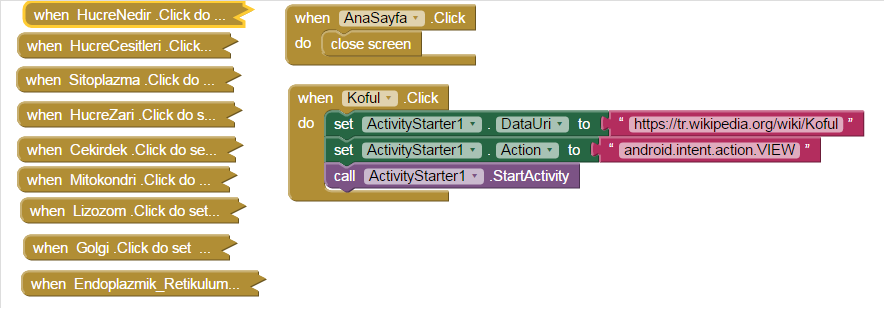 when HucreNedir .Click do ...
when HucreCesitleri .Click...
when Sitoplazma .Click do ...
when HucreZari .Click do s...
when Cekirdek .Click do se...
when Mitokondri .Click do ...
when Lizozom .Click do set...
when Golgi .Click do set ...
when Endoplazmik_Retikulum...
when AnaSayfa .Click
do close screen
when Koful .Click
do set ActivityStarter1 . DataUri to " https://tr.wikipedia.org/wiki/Koful "
set ActivityStarter1 . Action to " android.intent.action.VIEW "
call ActivityStarter1 .StartActivity